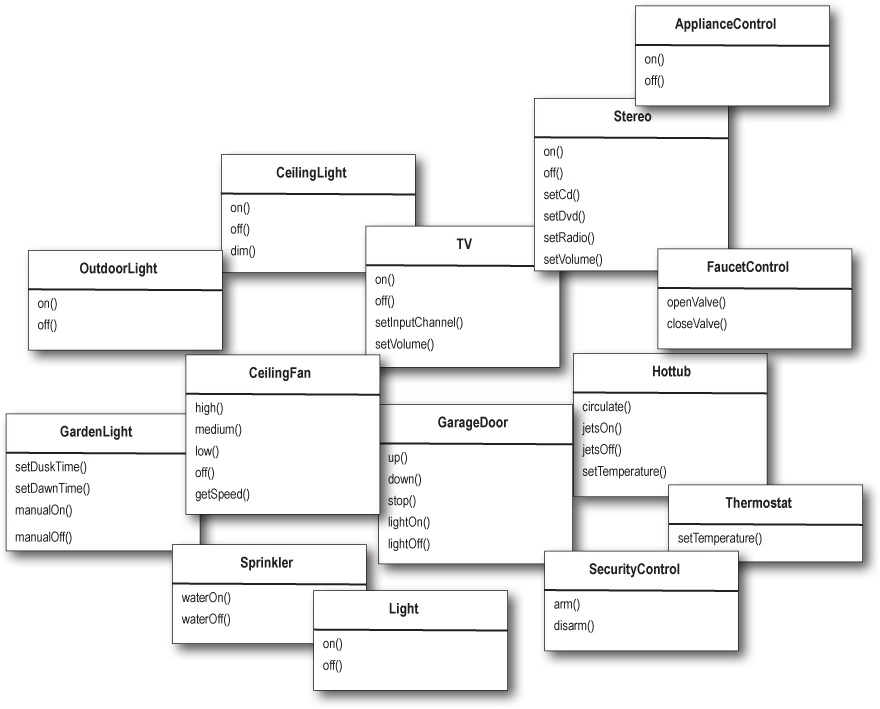 ApplianceControl
on()
off()
Stereo
on()
off()
setCd()
setDvd()
setRadio()
setVolume()
CeilingLight
on()
off()
dim()
TV
on()
off()
setInputChannel()
setVolume()
OutdoorLight
on()
off()
FaucetControl
openValve()
closeValve()
CeilingFan
high()
medium()
low()
off()
getSpeed()
Hottub
circulate()
jetsOn()
jetsOff()
setTemperature()
GardenLight
setDuskTime()
setDawnTime()
manualOn()
manualOff()
GarageDoor
up()
down()
stop()
lightOn()
lightOff()
Thermostat
setTemperature()
Sprinkler
waterOn()
waterOff()
SecurityControl
arm()
disarm()
Light
on()
off()